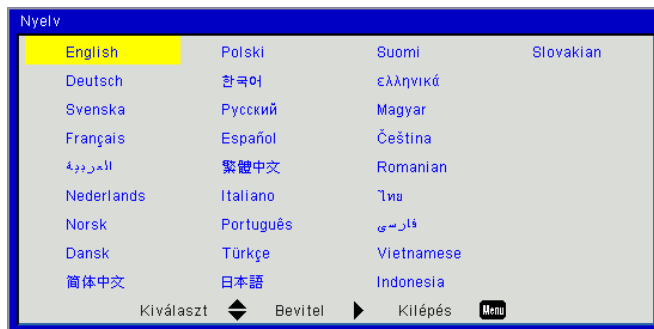 Nyelv
English Polski Suomi Slovakian
Deutsch 한국어 ελληνικά
Svenska Русский Magyar
Français Español Čeština
العربية 繁體中文 Romanian
Nederlands Italiano ไทย
Norsk Português فارسی
Dansk Türkçe Vietnamese
简体中文 日本語 Indonesia
Kiválaszt Bevitel Kilépés Menu